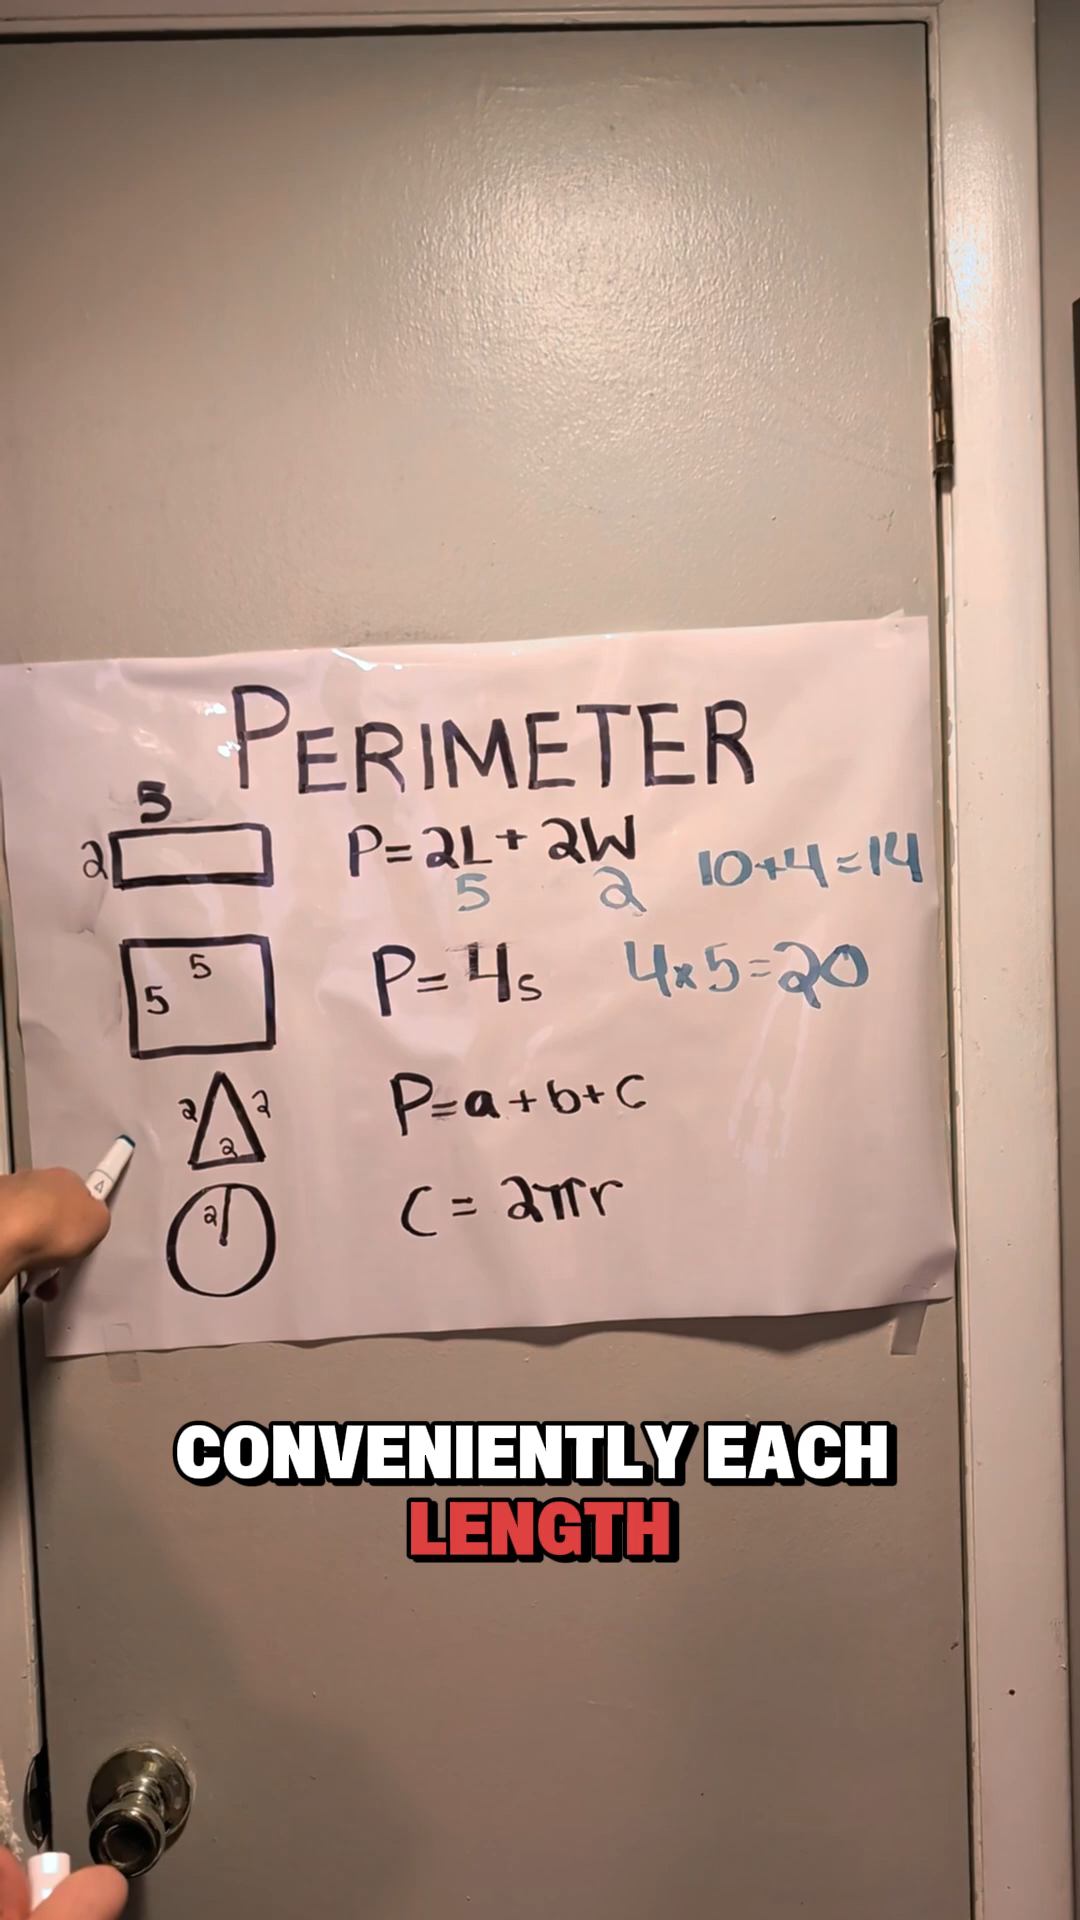 PERIMETER
5
2
P=2L+2W
5 2
10+4=14
5
5
P=4s
4x5=20
2 2
2
P=a+b+c
2
C=2πr
CONVENIENTLY EACH
LENGTH